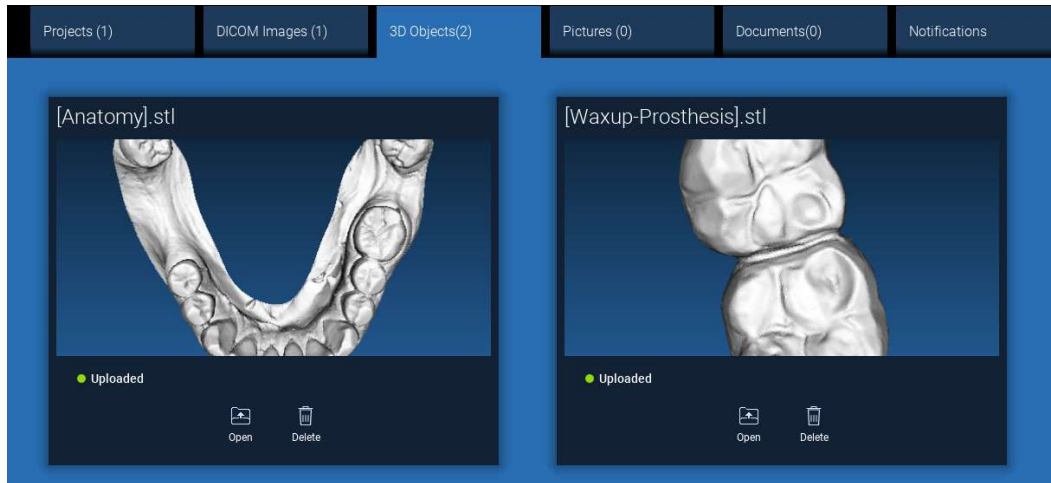 Projects (1)
DICOM Images (1)
3D Objects(2)
Pictures (0)
Documents(0)
Notifications
[Anatomy].stl
Uploaded
Open
Delete
[Waxup-Prosthesis].stl
Uploaded
Open
Delete